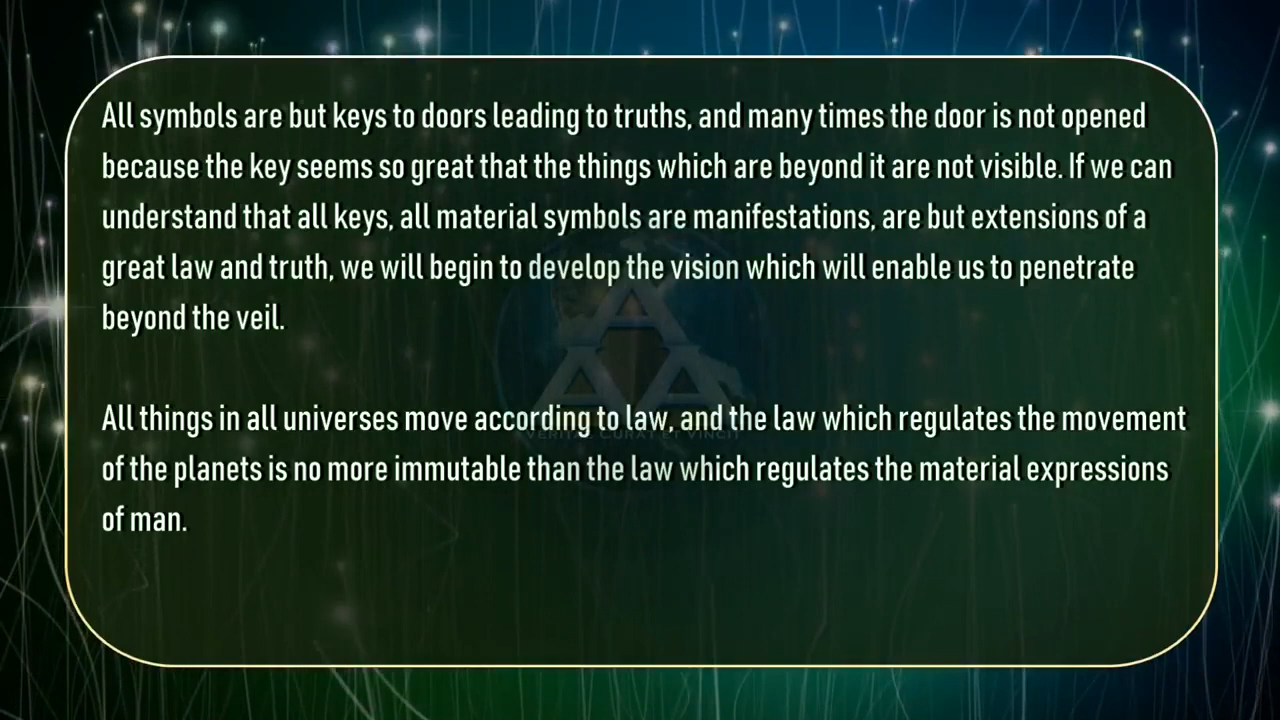 All symbols are but keys to doors leading to truths, and many times the door is not opened
because the key seems so great that the things which are beyond it are not visible. If we can
understand that all keys, all material symbols are manifestations, are but extensions of a
great law and truth, we will begin to develop the vision which will enable us to penetrate
beyond the veil.
All things in all universes move according to law, and the law which regulates the movement
of the planets is no more immutable than the law which regulates the material expressions
of man.
AAA
VERITAS CURAT ET VINCIT